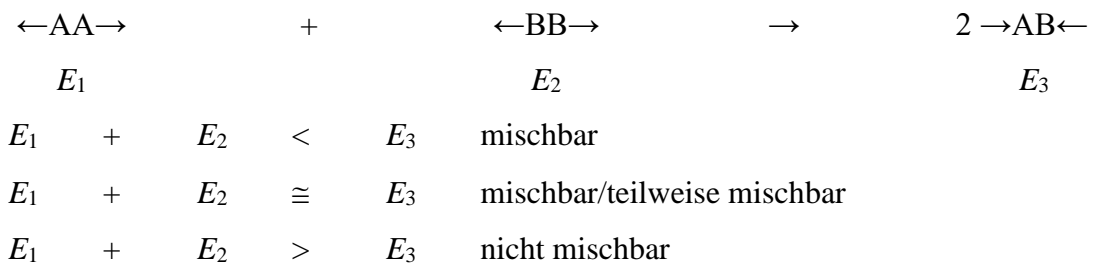 ←AA→ + ←BB→ → 2 →AB←
E1 E2 E3
E1 + E2 < E3 mischbar
E1 + E2 ≅ E3 mischbar/teilweise mischbar
E1 + E2 > E3 nicht mischbar